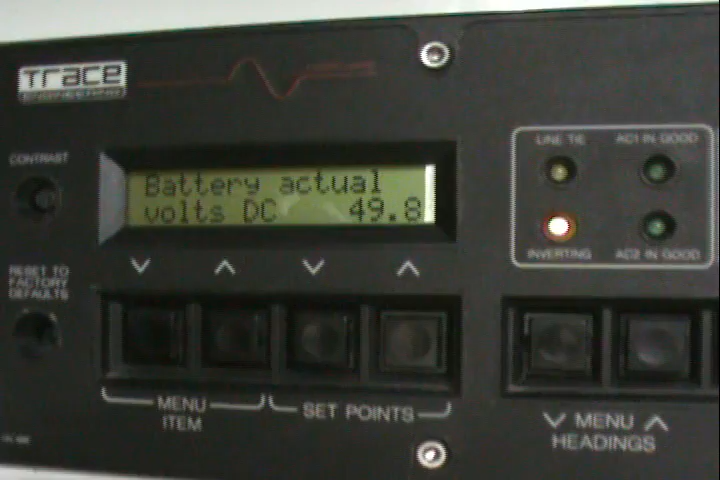 Trace
ENGINEERING
CONTRAST
Battery actual
volts DC 49.8
LINE TIE
AC1 IN GOOD
INVERTING
AC2 IN GOOD
RESET TO
FACTORY
DEFAULTS
MENU
ITEM
SET POINTS
MENU
HEADINGS